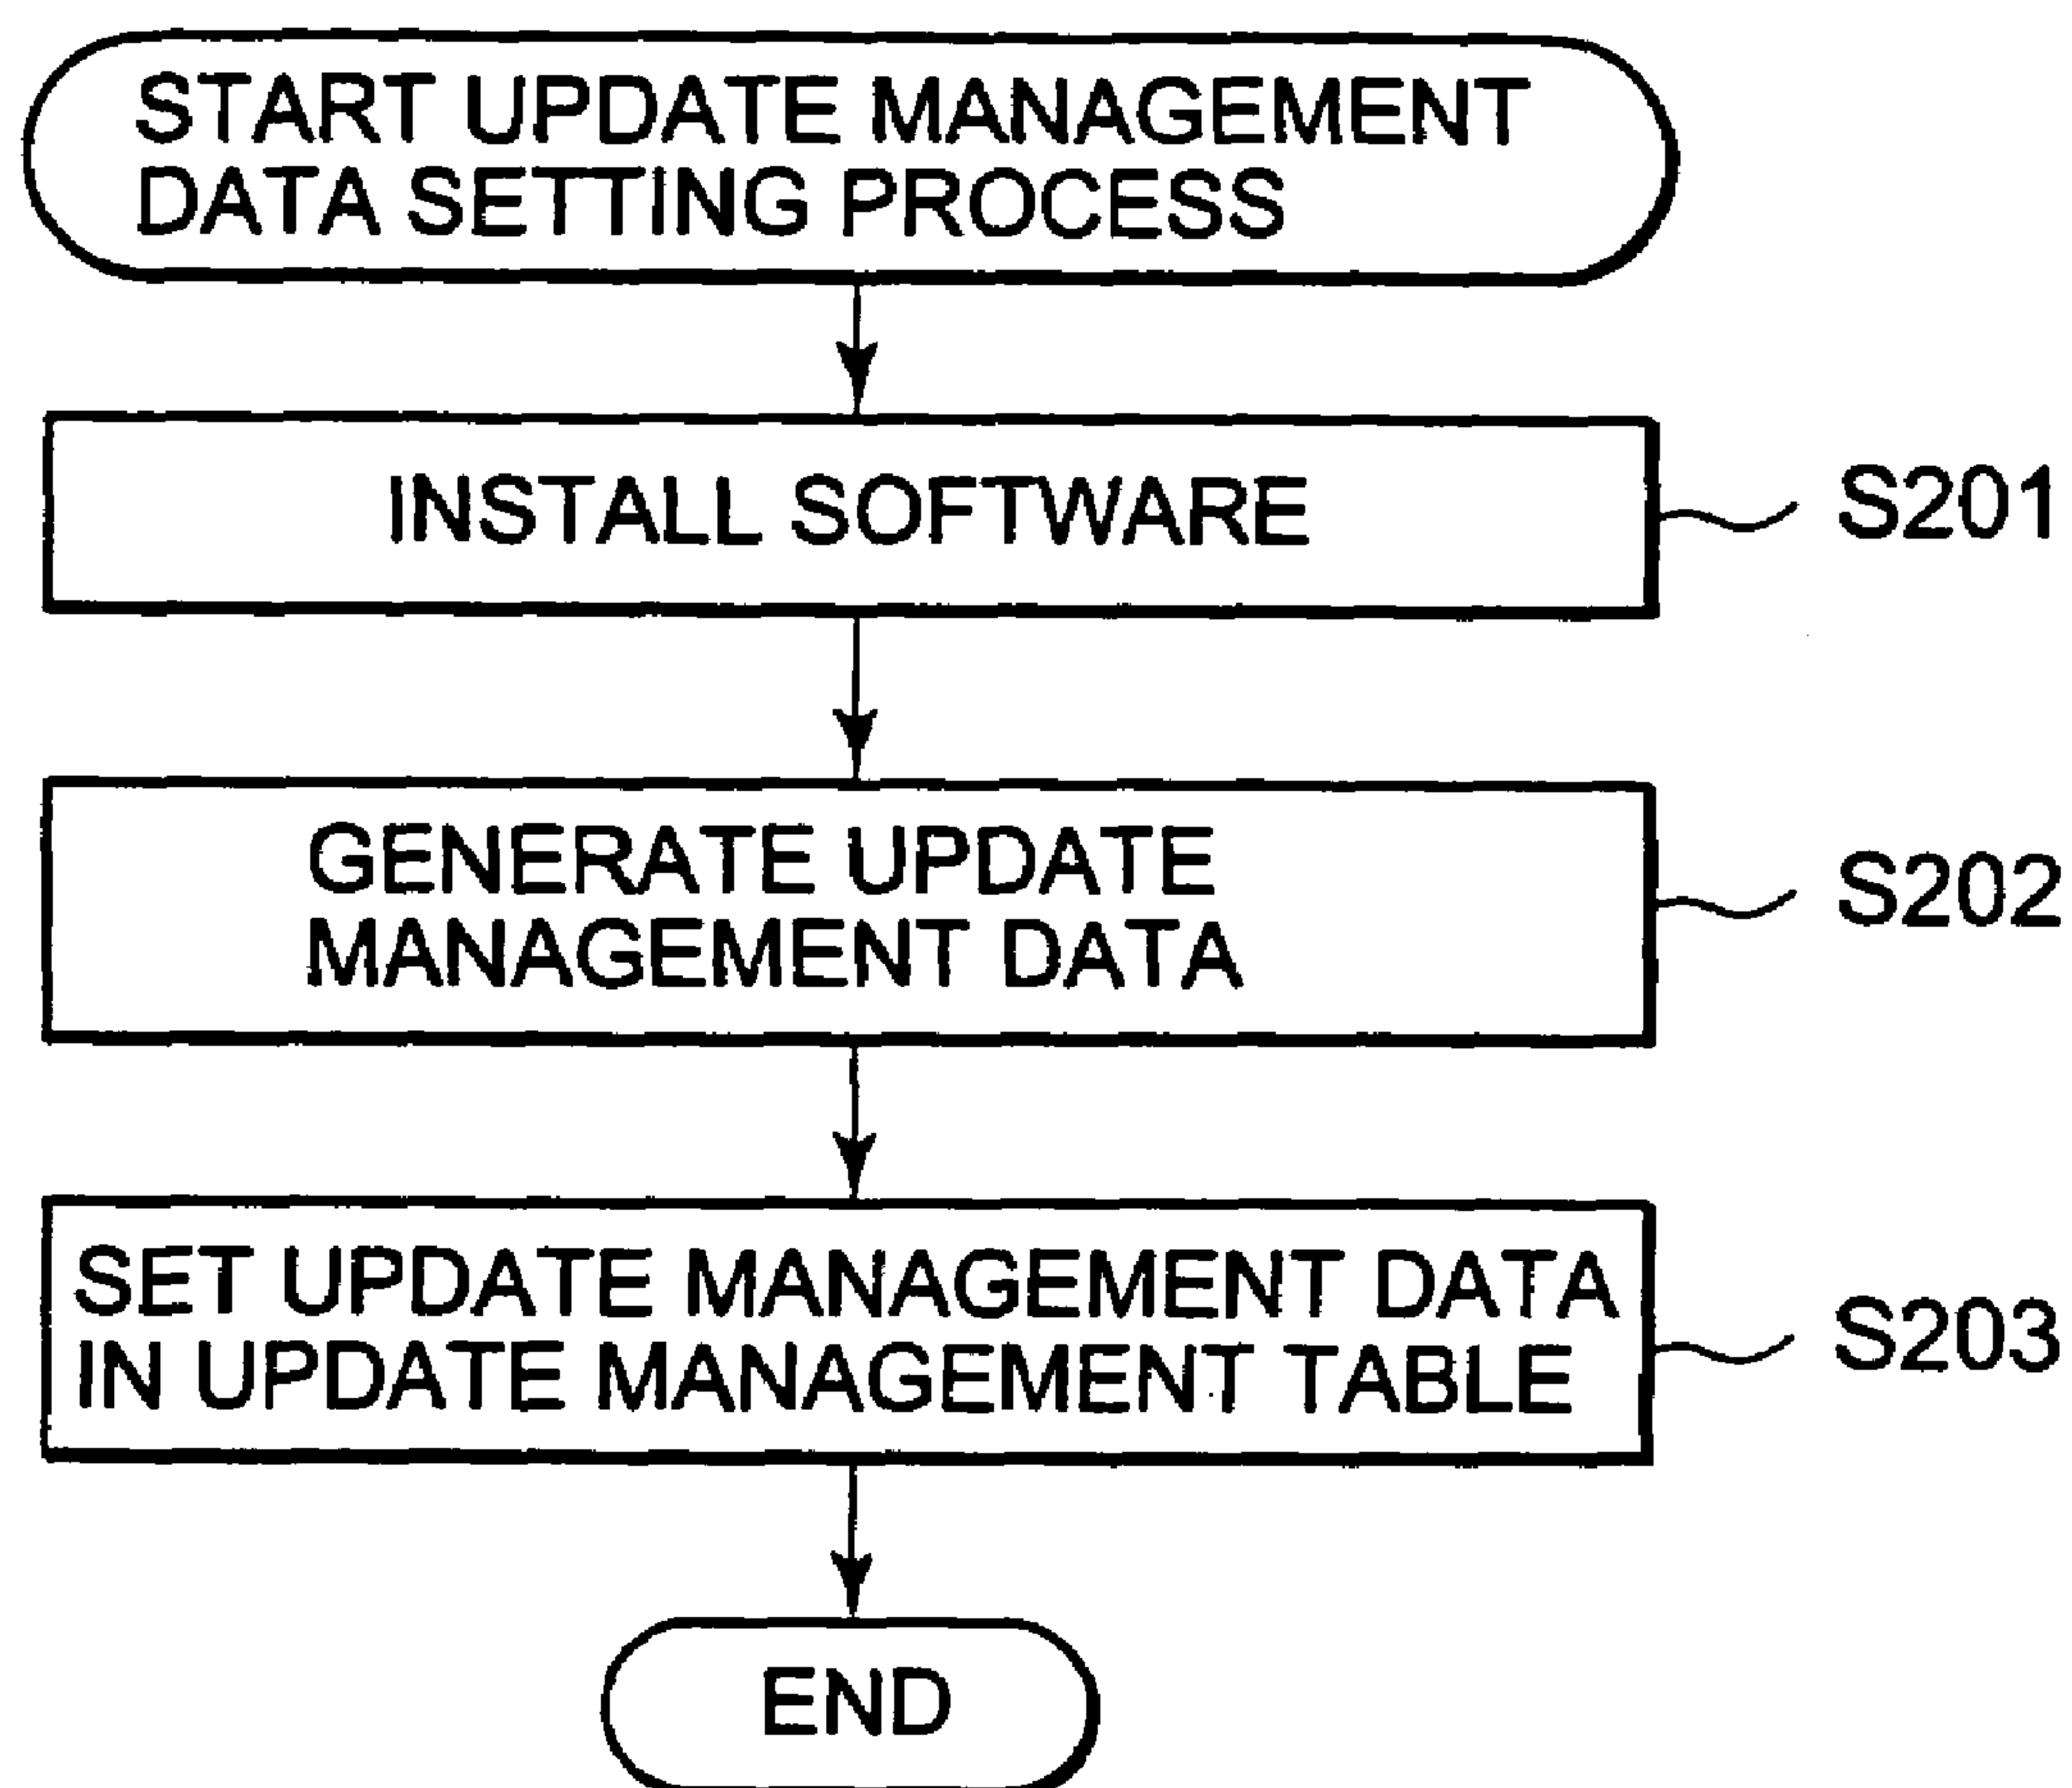 START UPDATE MANAGEMENT
DATA SETTING PROCESS
INSTALL SOFTWARE
S201
GENERATE UPDATE
MANAGEMENT DATA
S202
SET UPDATE MANAGEMENT DATA
IN UPDATE MANAGEMENT TABLE
S203
END